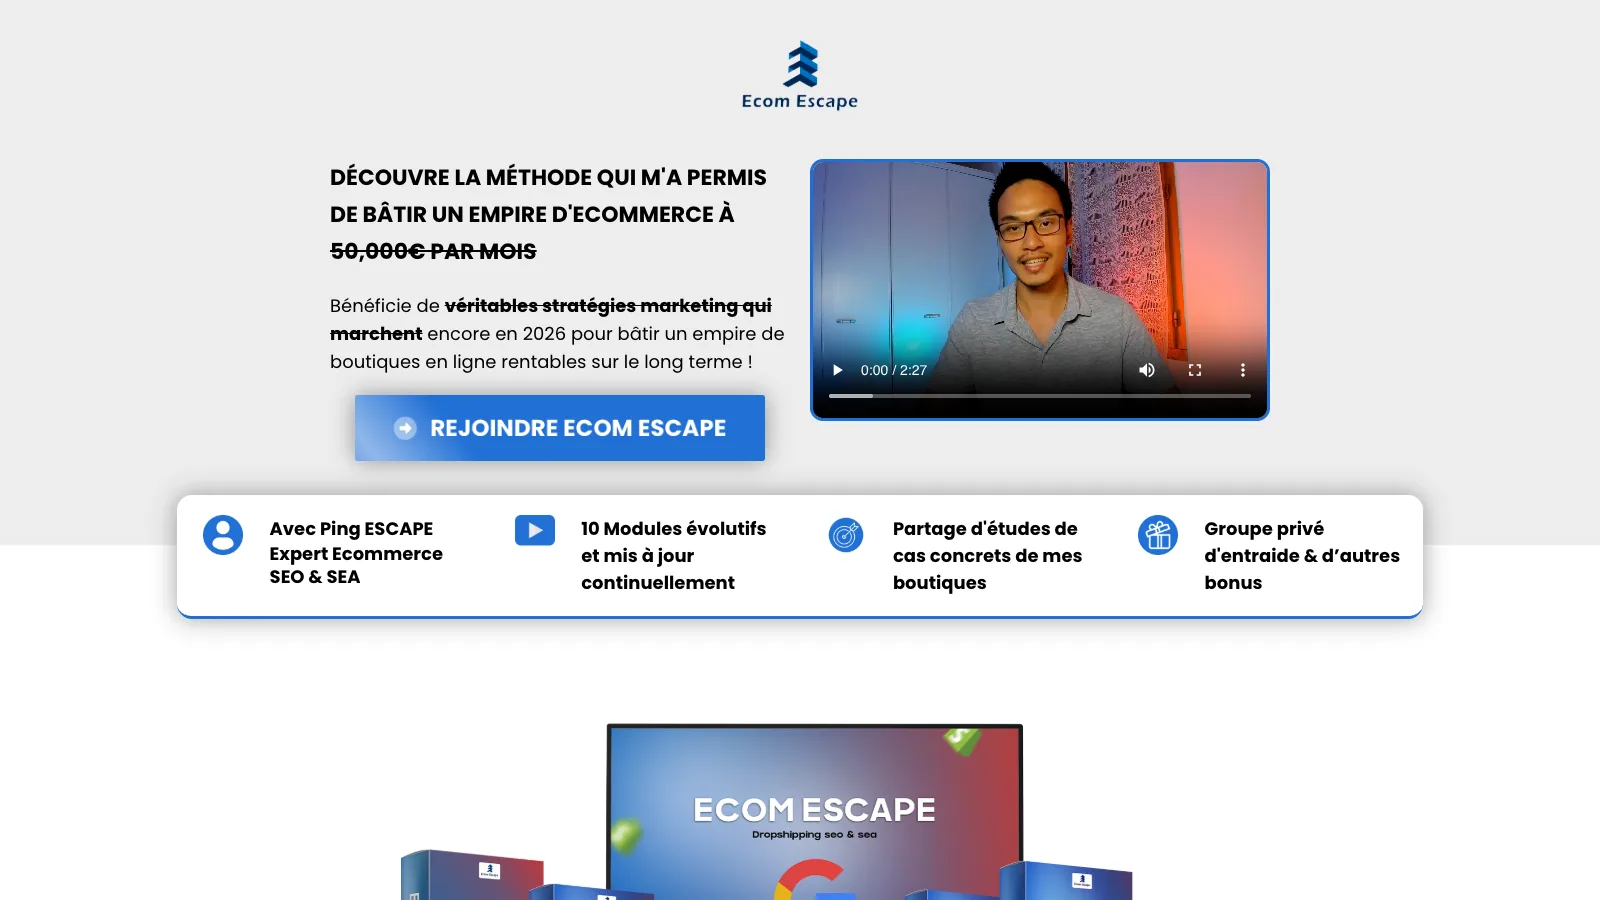 Ecom Escape
DÉCOUVRE LA MÉTHODE QUI M'A PERMIS
DE BÂTIR UN EMPIRE D'ECOMMERCE À
50,000€ PAR MOIS
Bénéficie de véritables stratégies marketing qui
marchent encore en 2026 pour bâtir un empire de
boutiques en ligne rentables sur le long terme !
REJOINDRE ECOM ESCAPE
0:00 / 2:27
Avec Ping ESCAPE
Expert Ecommerce
SEO & SEA
10 Modules évolutifs
et mis à jour
continuellement
Partage d'études de
cas concrets de mes
boutiques
Groupe privé
d'entraide & d’autres
bonus
ECOM ESCAPE
Dropshipping seo & sea